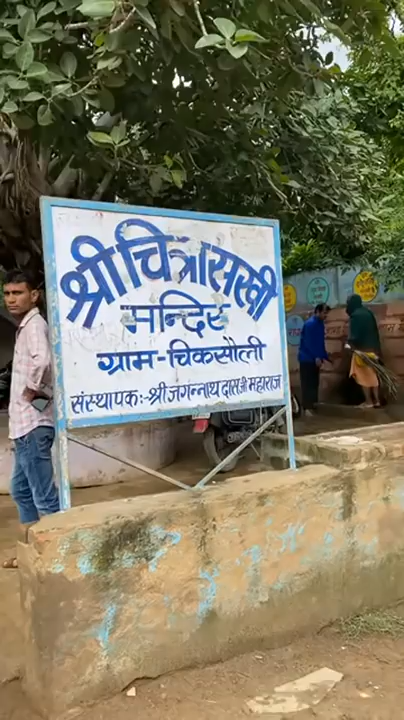 श्री चित्रासखी
मन्दिर
ग्राम-चिकसौली
संस्थापक:-श्री जगन्नाथ दासजी महाराज